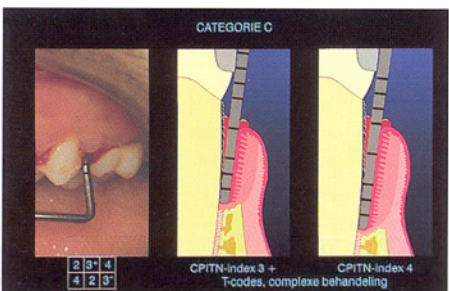 CATEGORIE C
2 3+ 4
4 2 3-
CPITN-index 3 +
CPITN-index 4
T-codes, complexe behandeling